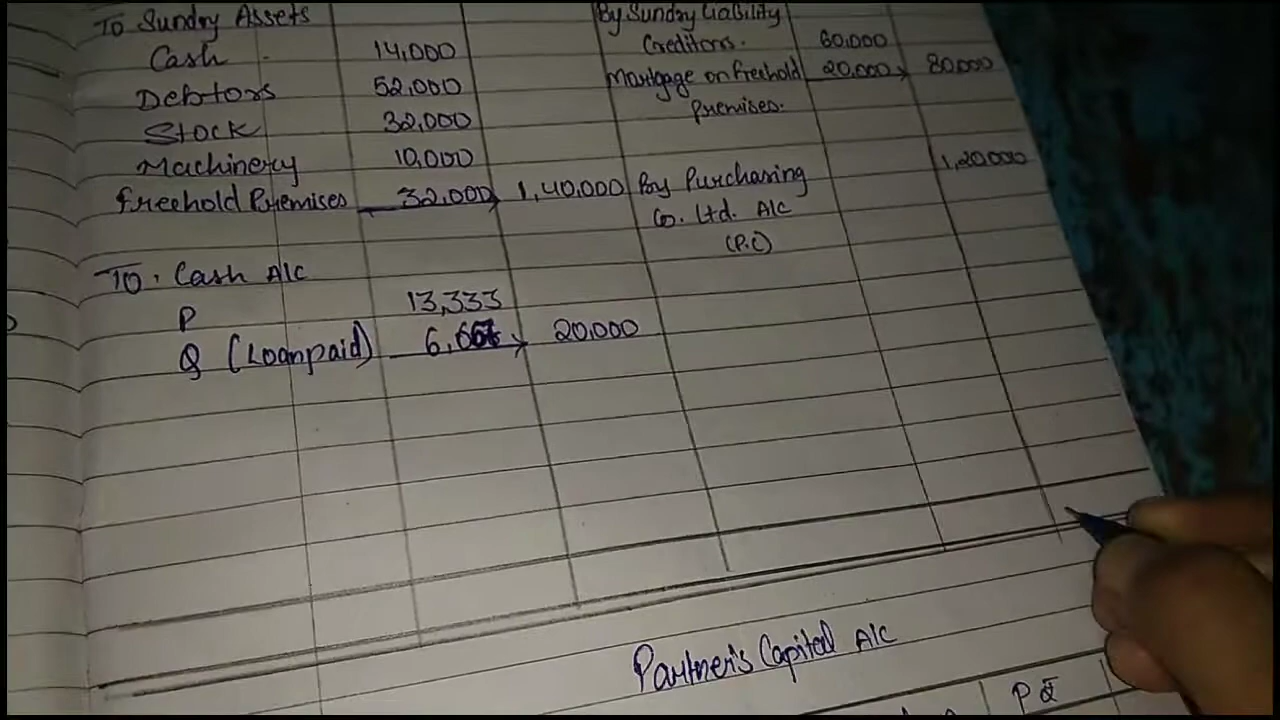 To Sundry Assets
Cash 14,000
Debtors 52,000
Stock 32,000
Machinery 10,000
freehold Premises 32,000 1,40,000
To. Cash A/C
P 13,333
Q (Loan paid) 6,667 20,000
By Sunday liability
Creditors. 60,000
Mortgage on freehold 20,000 80,000
premises.
By Purchasing 1,20,000
Co. Ltd. A/C
(P.C)
Partner's Capital A/C
P Q